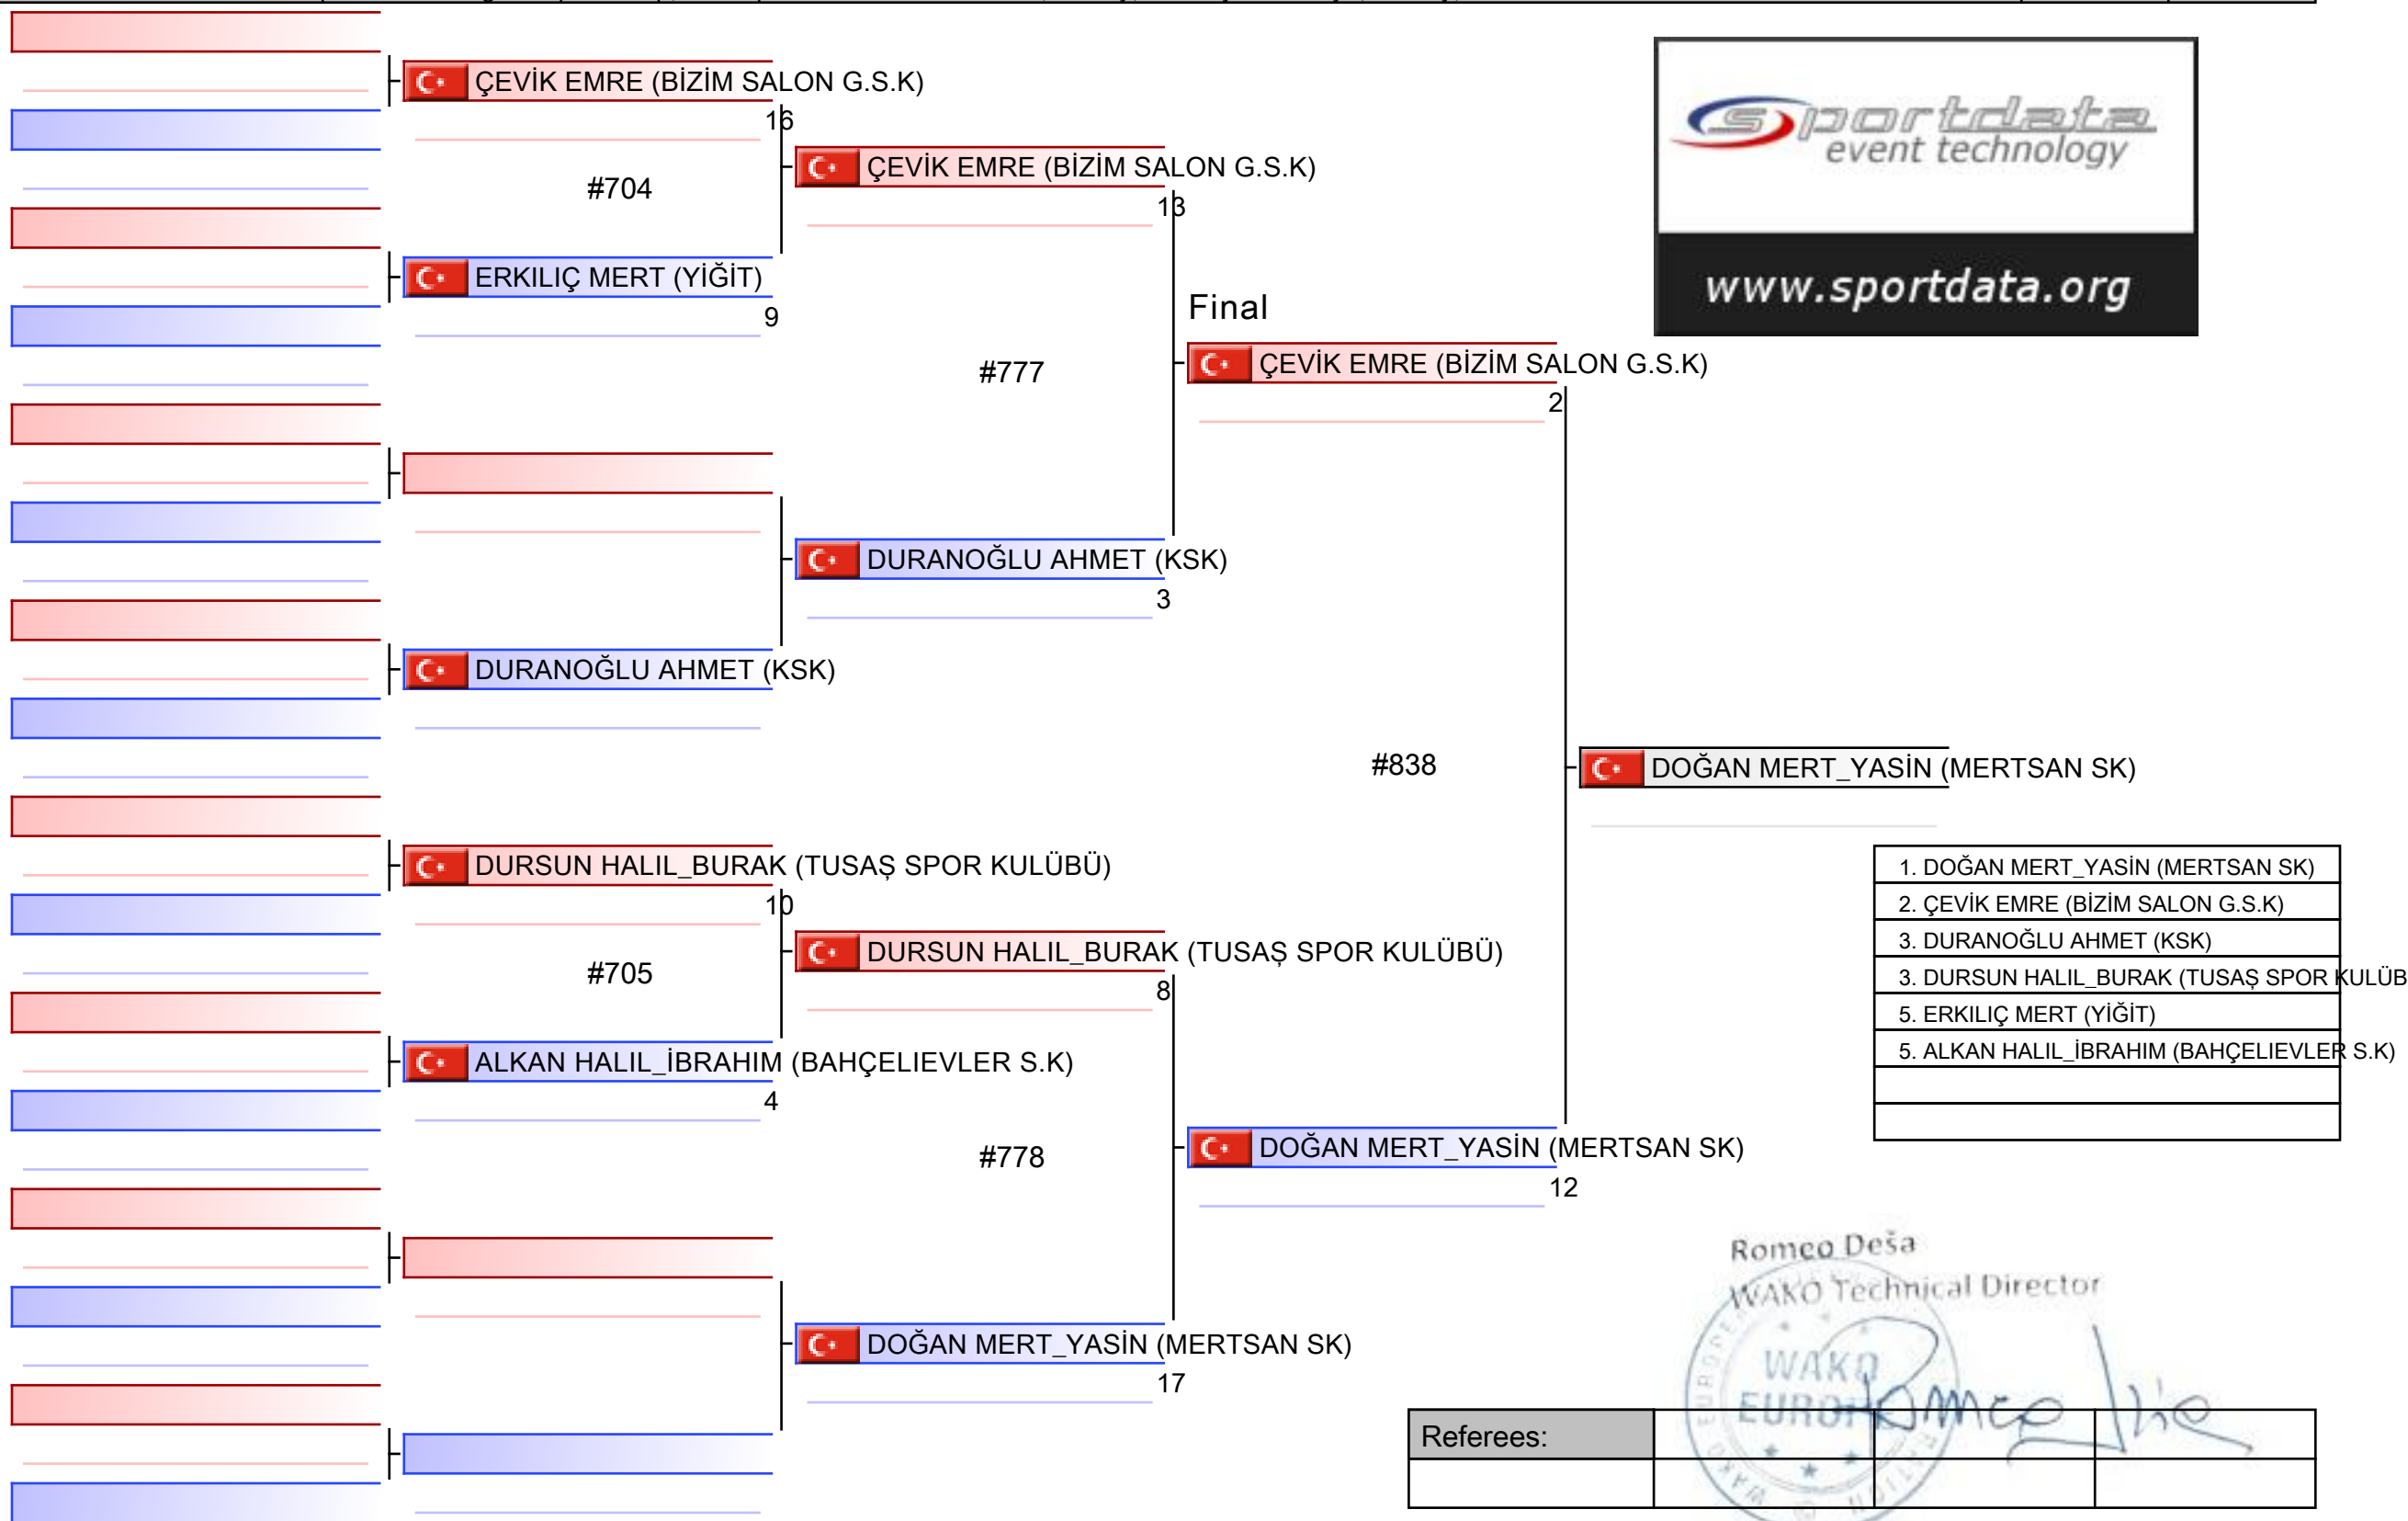 ÇEVİK EMRE (BİZİM SALON G.S.K)
16
#704
ERKILIÇ MERT (YİĞİT)
9
DURANOĞLU AHMET (KSK)
DURSUN HALIL_BURAK (TUSAŞ SPOR KULÜBÜ)
10
#705
ALKAN HALIL_İBRAHIM (BAHÇELIEVLER S.K)
4
ÇEVİK EMRE (BİZİM SALON G.S.K)
13
#777
DURANOĞLU AHMET (KSK)
3
DURSUN HALIL_BURAK (TUSAŞ SPOR KULÜBÜ)
8
#778
DOĞAN MERT_YASİN (MERTSAN SK)
17
Final
ÇEVİK EMRE (BİZİM SALON G.S.K)
2
#838
DOĞAN MERT_YASİN (MERTSAN SK)
12
DOĞAN MERT_YASİN (MERTSAN SK)
sportdata
event technology
www.sportdata.org
1. DOĞAN MERT_YASİN (MERTSAN SK)
2. ÇEVİK EMRE (BİZİM SALON G.S.K)
3. DURANOĞLU AHMET (KSK)
3. DURSUN HALIL_BURAK (TUSAŞ SPOR KULÜB
5. ERKILIÇ MERT (YİĞİT)
5. ALKAN HALIL_İBRAHIM (BAHÇELIEVLER S.K)
Romeo Deša
WAKO Technical Director
WAKO
EUROPE
Referees: